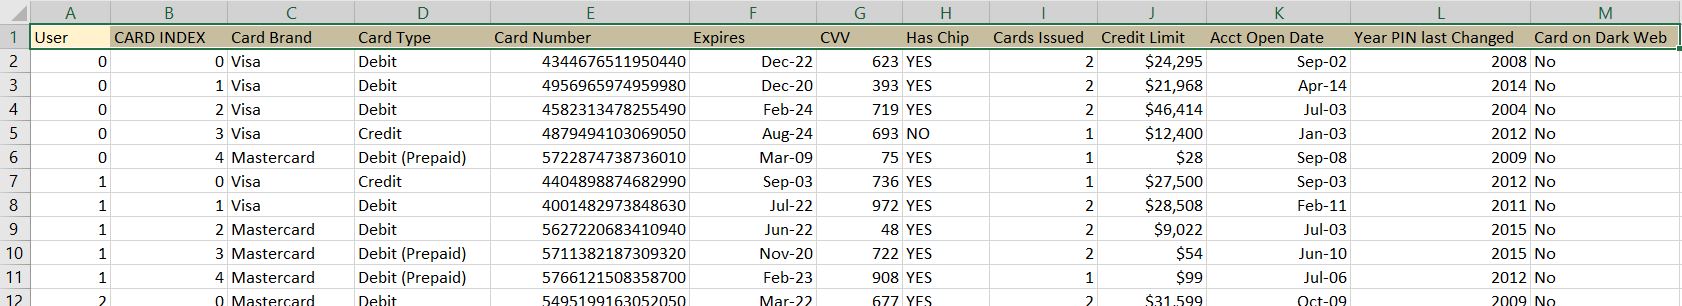 A B C D E F G H I J K L M
1 User CARD INDEX Card Brand Card Type Card Number Expires CVV Has Chip Cards Issued Credit Limit Acct Open Date Year PIN last Changed Card on Dark Web
2 0 0 Visa Debit 4344676511950440 Dec-22 623 YES 2 $24,295 Sep-02 2008 No
3 0 1 Visa Debit 4956965974959980 Dec-20 393 YES 2 $21,968 Apr-14 2014 No
4 0 2 Visa Debit 4582313478255490 Feb-24 719 YES 2 $46,414 Jul-03 2004 No
5 0 3 Visa Credit 4879494103069050 Aug-24 693 NO 1 $12,400 Jan-03 2012 No
6 0 4 Mastercard Debit (Prepaid) 5722874738736010 Mar-09 75 YES 1 $28 Sep-08 2009 No
7 1 0 Visa Credit 4404898874682990 Sep-03 736 YES 1 $27,500 Sep-03 2012 No
8 1 1 Visa Debit 4001482973848630 Jul-22 972 YES 2 $28,508 Feb-11 2011 No
9 1 2 Mastercard Debit 5627220683410940 Jun-22 48 YES 2 $9,022 Jul-03 2015 No
10 1 3 Mastercard Debit (Prepaid) 5711382187309320 Nov-20 722 YES 2 $54 Jun-10 2015 No
11 1 4 Mastercard Debit (Prepaid) 5766121508358700 Feb-23 908 YES 1 $99 Jul-06 2012 No
12 2 0 Mastercard Debit 5495199163052050 Mar-22 677 YES 2 $31,599 Oct-09 2009 No